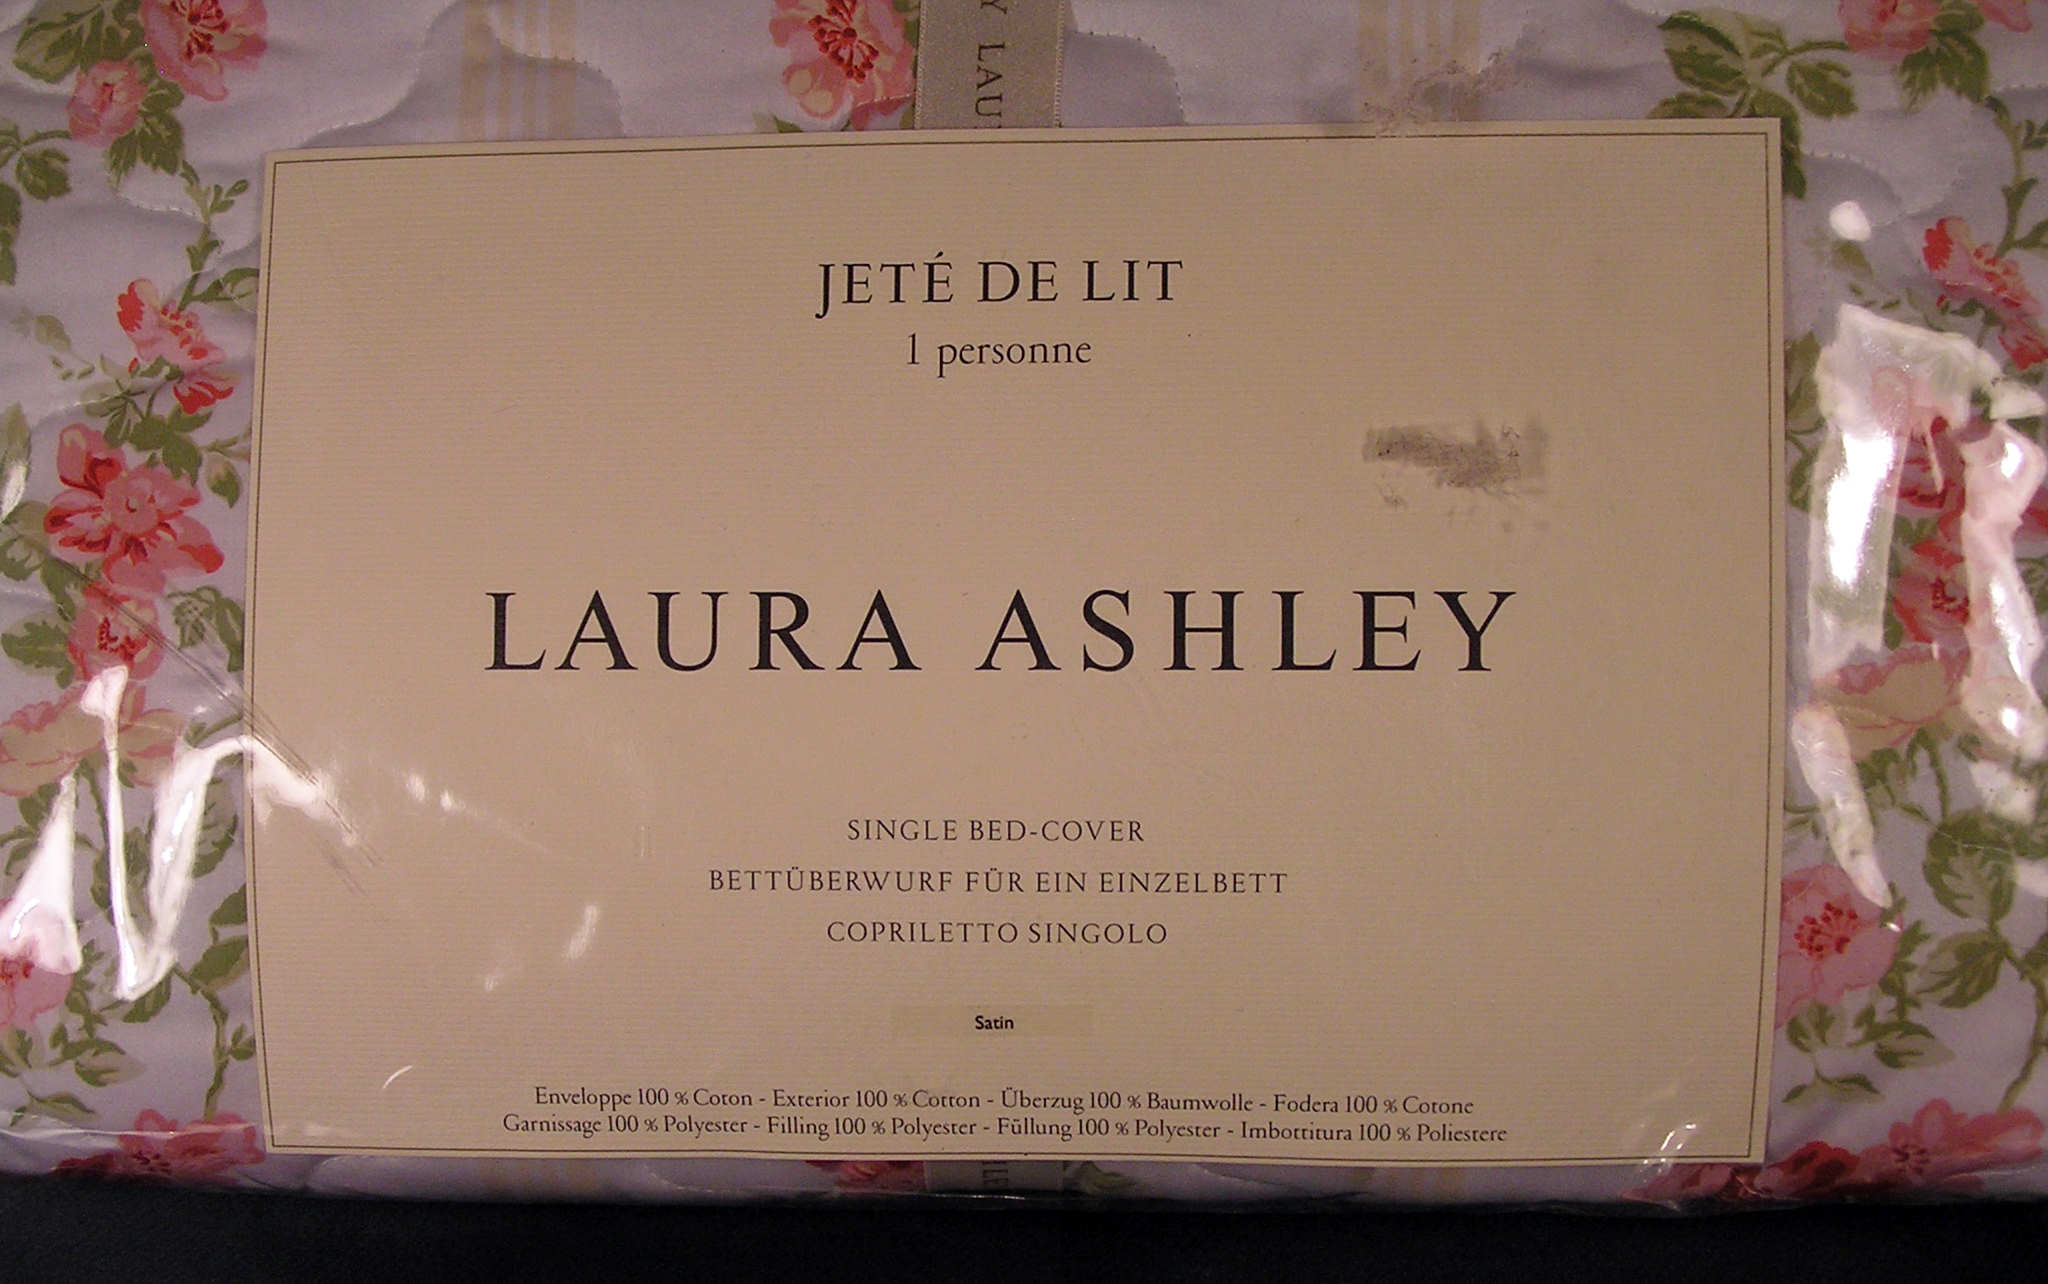 Y LAU
JETÉ DE LIT
1 personne
LAURA ASHLEY
SINGLE BED-COVER
BETTÜBERWURF FÜR EIN EINZELBETT
COPRILETTO SINGOLO
Satin
Enveloppe 100 % Coton - Exterior 100 % Cotton - Überzug 100 % Baumwolle - Fodera 100 % Cotone
Garnissage 100 % Polyester - Filling 100 % Polyester - Füllung 100 % Polyester - Imbottitura 100 % Poliestere